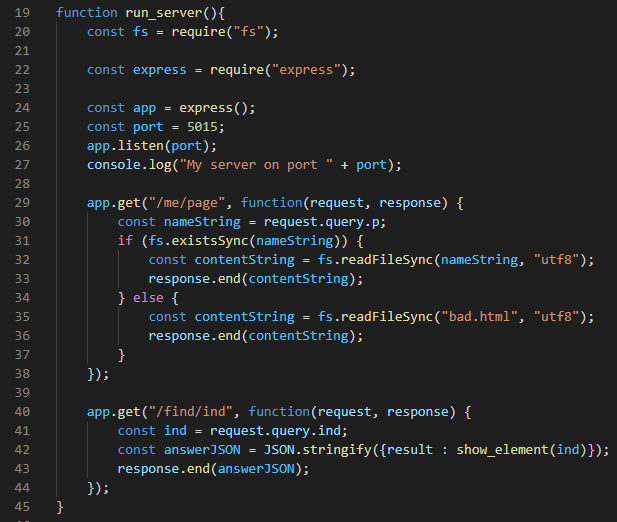 19 function run_server(){
20     const fs = require("fs");
21
22     const express = require("express");
23
24     const app = express();
25     const port = 5015;
26     app.listen(port);
27     console.log("My server on port " + port);
28
29     app.get("/me/page", function(request, response) {
30         const nameString = request.query.p;
31         if (fs.existsSync(nameString)) {
32             const contentString = fs.readFileSync(nameString, "utf8");
33             response.end(contentString);
34         } else {
35             const contentString = fs.readFileSync("bad.html", "utf8");
36             response.end(contentString);
37         }
38     });
39
40     app.get("/find/ind", function(request, response) {
41         const ind = request.query.ind;
42         const answerJSON = JSON.stringify({result : show_element(ind)});
43         response.end(answerJSON);
44     });
45 }